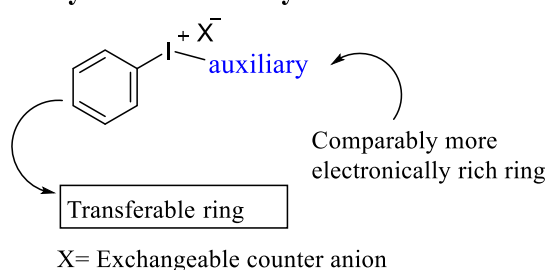 I + X−
auxiliary
Comparably more
electronically rich ring
Transferable ring
X= Exchangeable counter anion